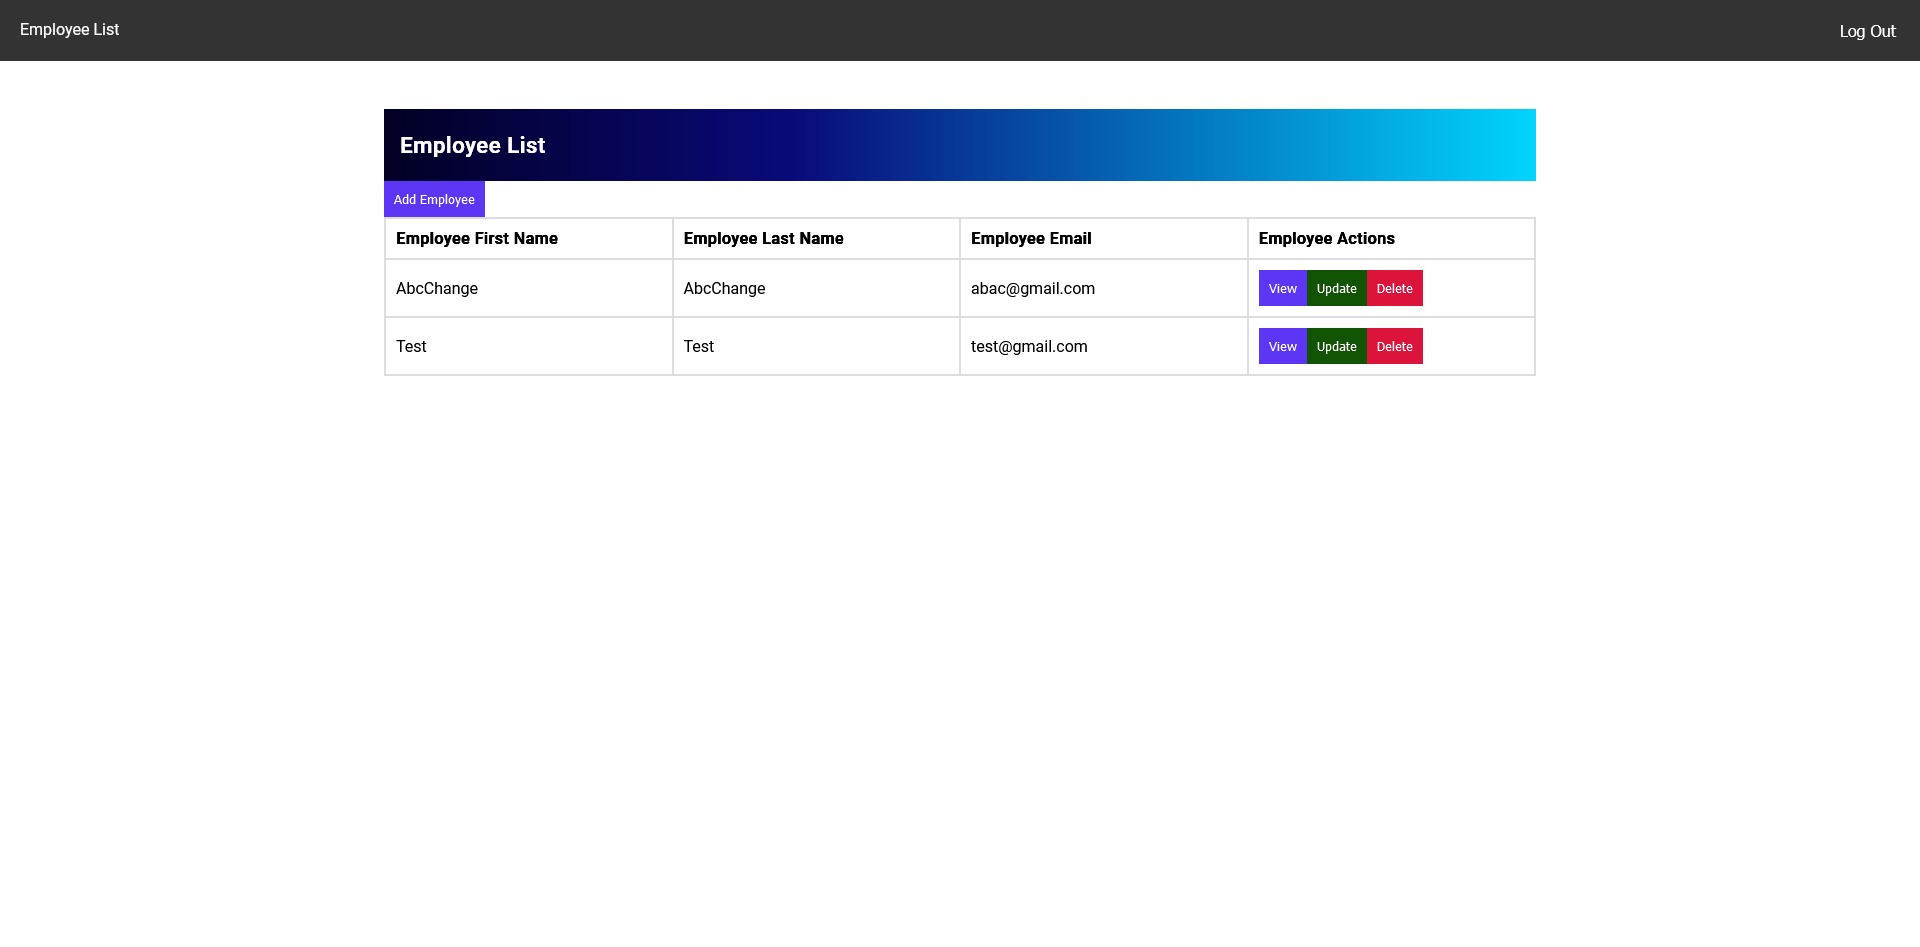 Employee List
Log Out
Employee List
Add Employee
Employee First Name Employee Last Name Employee Email Employee Actions
AbcChange AbcChange abac@gmail.com View Update Delete
Test Test test@gmail.com View Update Delete